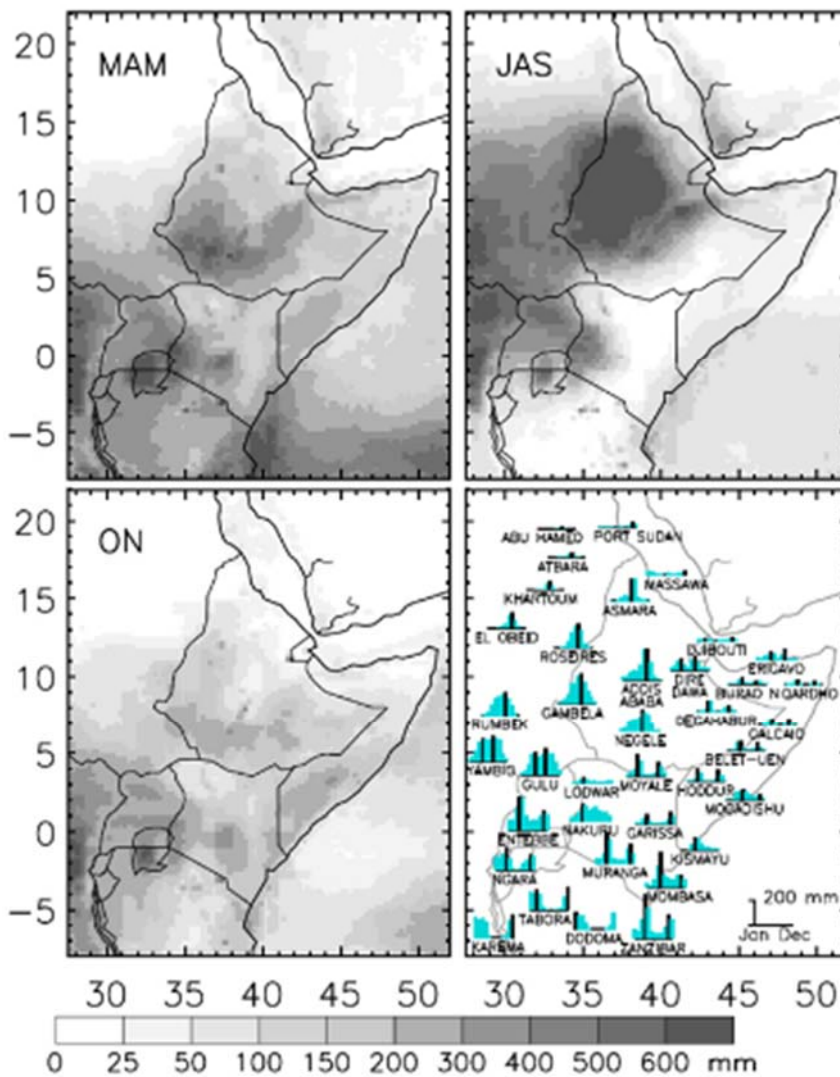 MAM
JAS
20
15
10
5
0
−5
ON
20
15
10
5
0
−5
ABU HAMED
PORT SUDAN
ATBARA
MASSAWA
KHARTOUM
ASMARA
EL OBEID
ROSEIRES
DJIBOUTI
ERIGAVO
ADDIS ABABA
DIRE DAWA
BURAO
N QARDHO
GAMBELA
RUMBEK
NEGELE
DEGAHABUR
GALCAIO
BELET-UEN
YAMBIO
GULU
LODWAR
MOYALE
HODDUR
MOGADISHU
ENTEBBE
NAKURU
GARISSA
KISMAYU
NGARA
MURANGA
MOMBASA
TABORA
DODOMA
ZANZIBAR
KAREMA
200 mm
Jan Dec
30 35 40 45 50 30 35 40 45 50
0 25 50 100 150 200 300 400 500 600 mm